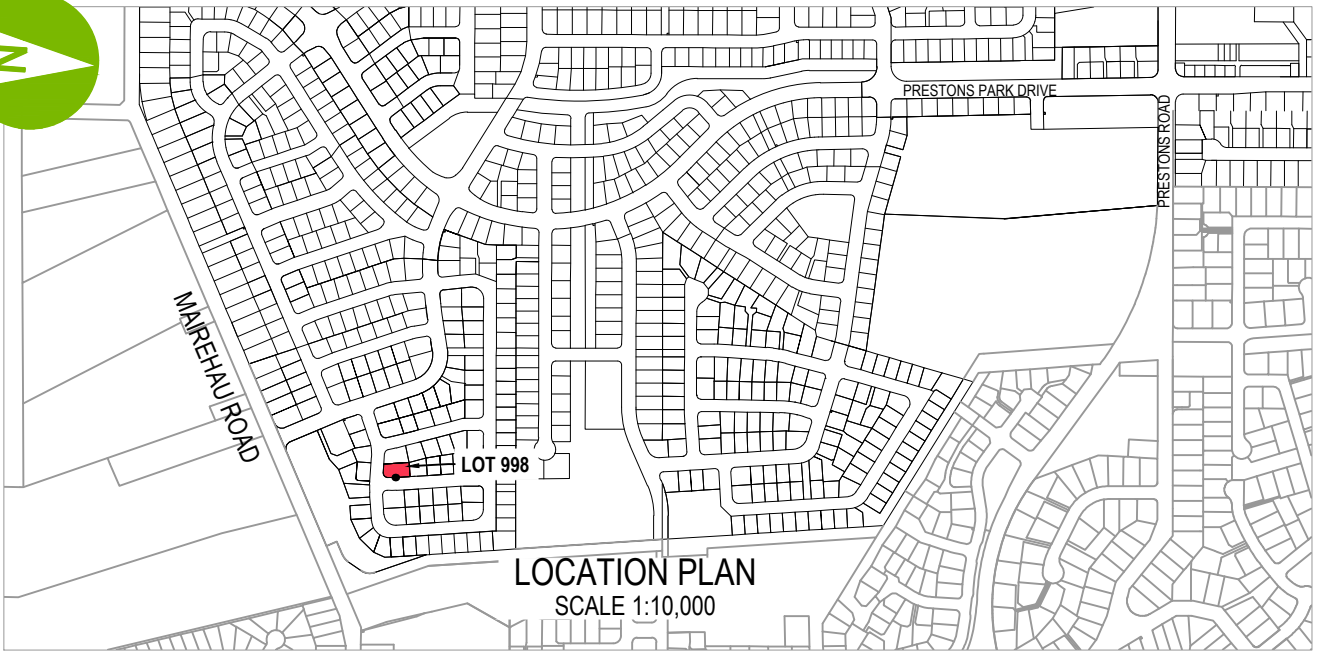 N
PRESTONS PARK DRIVE
PRESTONS ROAD
MAIREHAU ROAD
LOT 998
LOCATION PLAN
SCALE 1:10,000